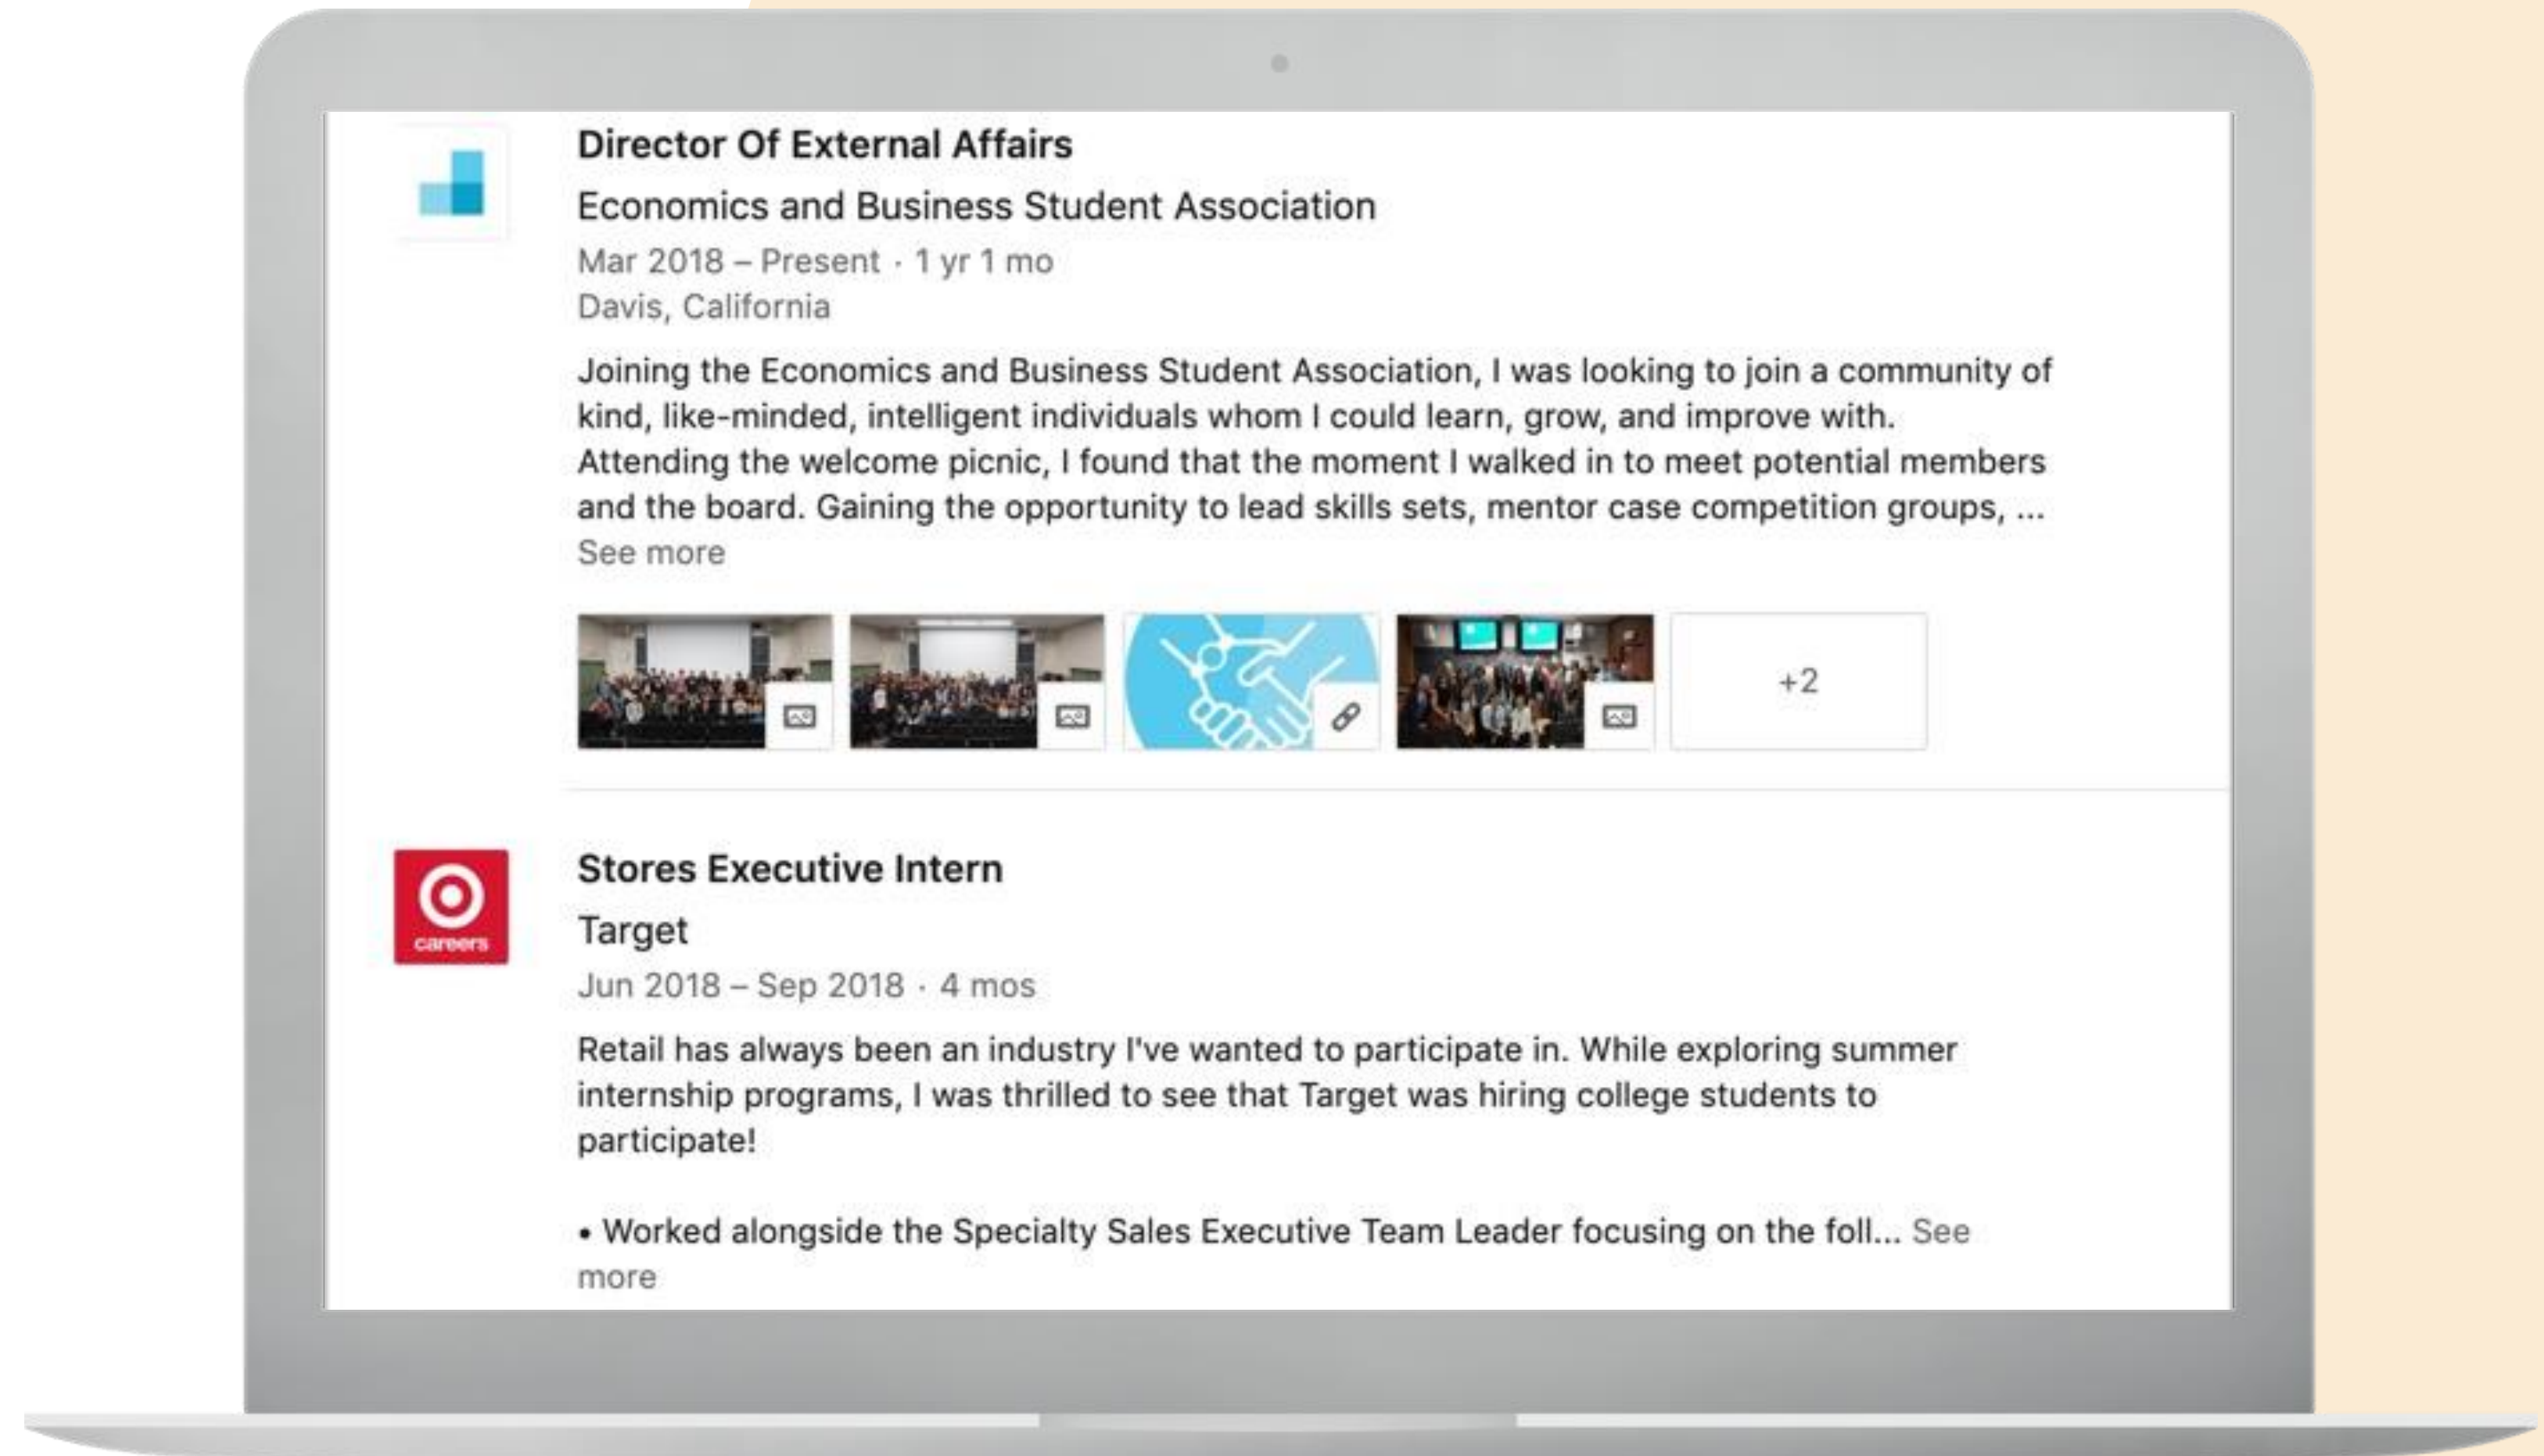 Director Of External Affairs
Economics and Business Student Association
Mar 2018 – Present · 1 yr 1 mo
Davis, California
Joining the Economics and Business Student Association, I was looking to join a community of
kind, like-minded, intelligent individuals whom I could learn, grow, and improve with.
Attending the welcome picnic, I found that the moment I walked in to meet potential members
and the board. Gaining the opportunity to lead skills sets, mentor case competition groups, ...
See more
+2
careers
Stores Executive Intern
Target
Jun 2018 – Sep 2018 · 4 mos
Retail has always been an industry I've wanted to participate in. While exploring summer
internship programs, I was thrilled to see that Target was hiring college students to
participate!
• Worked alongside the Specialty Sales Executive Team Leader focusing on the foll... See
more